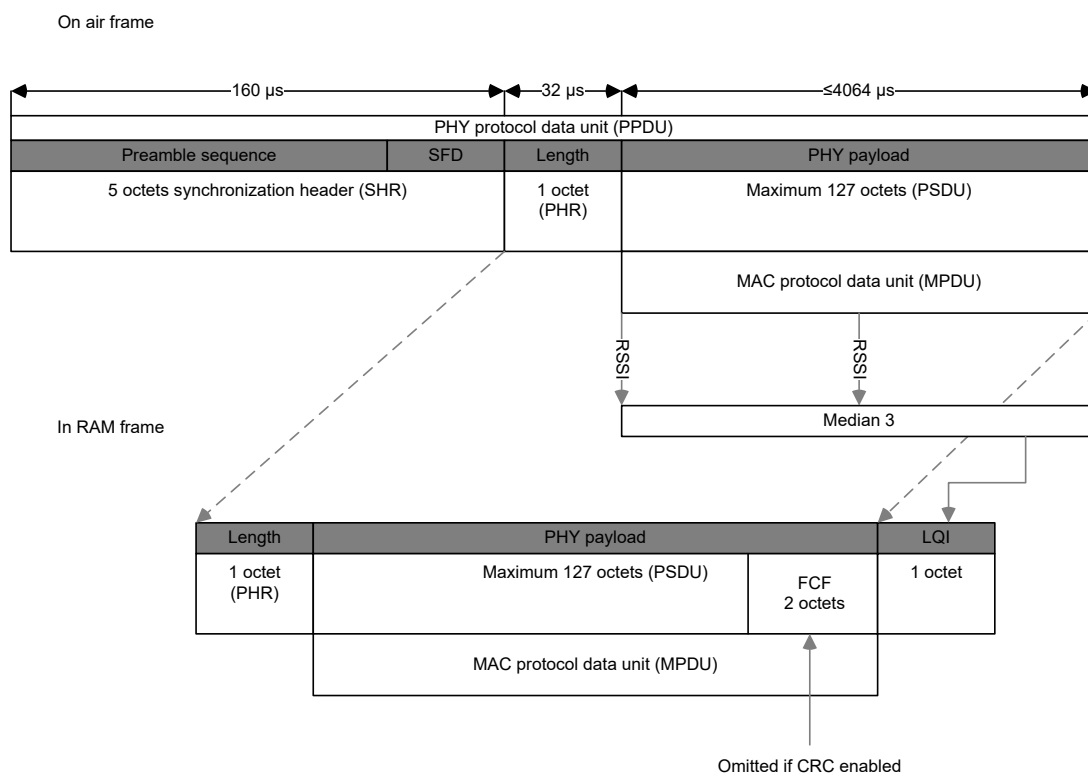 On air frame
160 µs
32 µs
≤4064 µs
PHY protocol data unit (PPDU)
Preamble sequence
SFD
Length
PHY payload
5 octets synchronization header (SHR)
1 octet
(PHR)
Maximum 127 octets (PSDU)
MAC protocol data unit (MPDU)
RSSI
RSSI
Median 3
In RAM frame
Length
PHY payload
LQI
1 octet
(PHR)
Maximum 127 octets (PSDU)
FCF
2 octets
1 octet
MAC protocol data unit (MPDU)
Omitted if CRC enabled